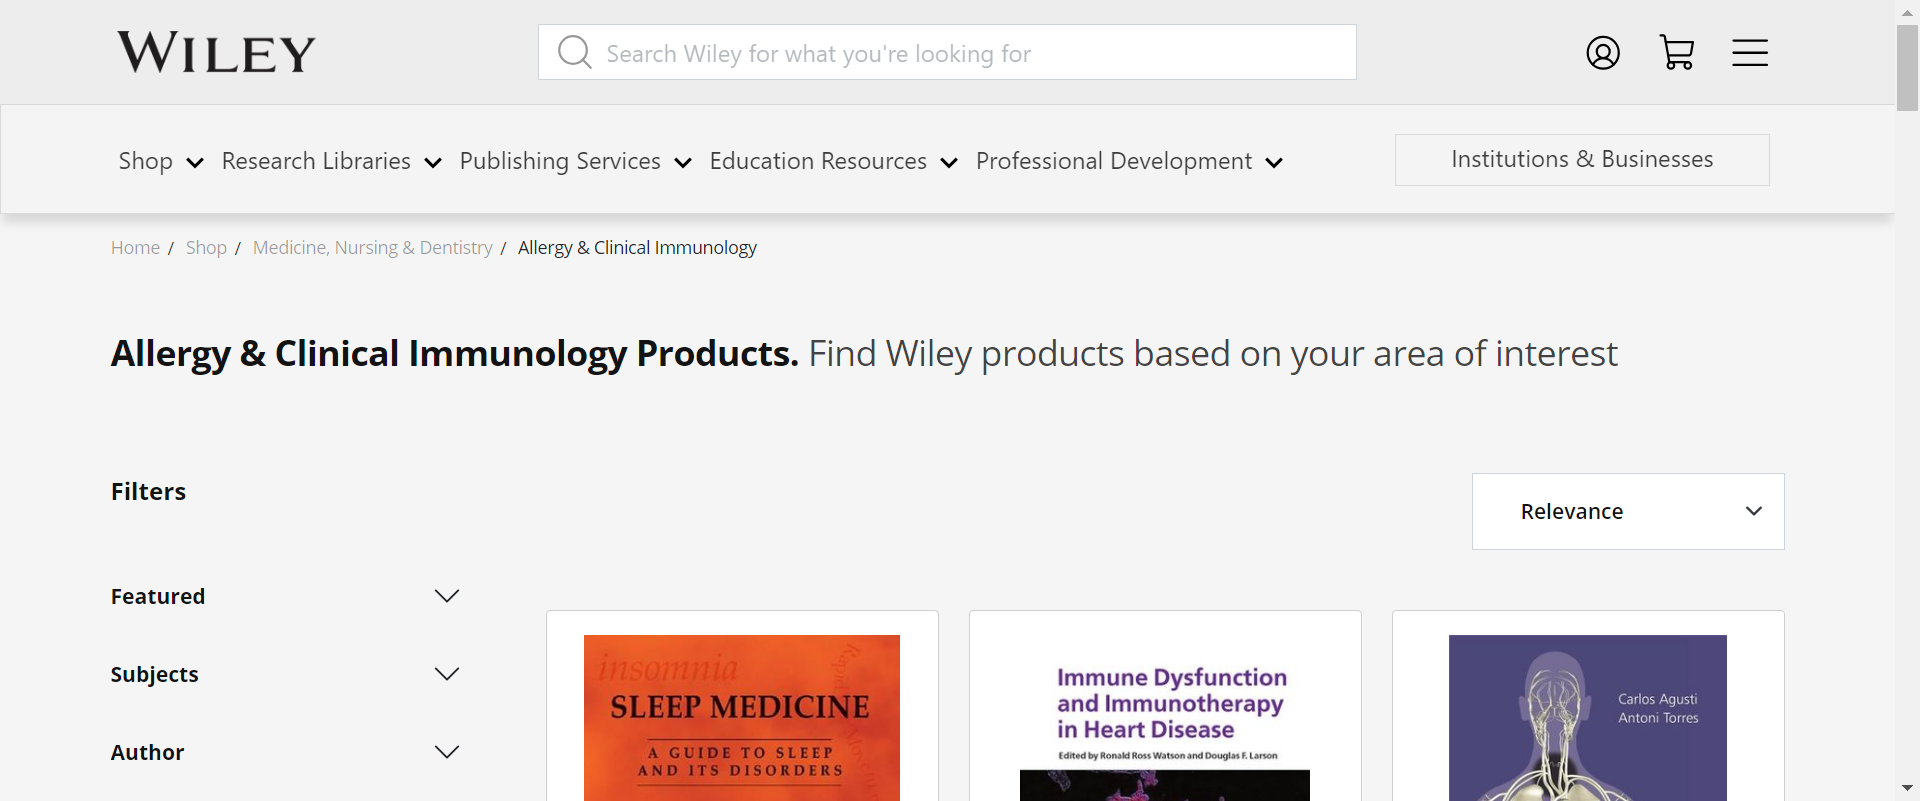 WILEY
Search Wiley for what you're looking for
Shop Research Libraries Publishing Services Education Resources Professional Development Institutions & Businesses
Home / Shop / Medicine, Nursing & Dentistry / Allergy & Clinical Immunology
Allergy & Clinical Immunology Products. Find Wiley products based on your area of interest
Filters
Relevance
Featured
Subjects
Author
insomnia
SLEEP MEDICINE
A GUIDE TO SLEEP
AND ITS DISORDERS
Immune Dysfunction
and Immunotherapy
in Heart Disease
Edited by Ronald Ross Watson and Douglas F. Larson
Carlos Agusti
Antoni Torres